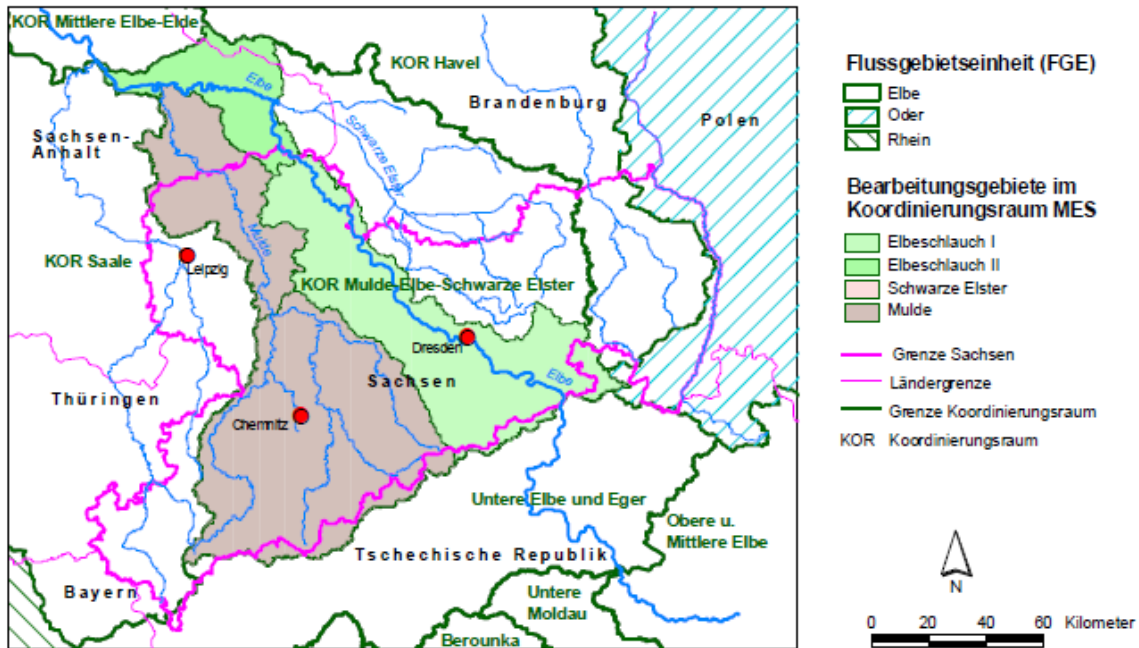 KOR Mittlere Elbe-Elde
KOR Havel
Elbe
Brandenburg
Polen
Sachsen-
Anhalt
Schwarze Elster
Mulde
KOR Saale
Leipzig
KOR Mulde-Elbe-Schwarze Elster
Dresden
Elbe
Sachsen
Thüringen
Chemnitz
Untere Elbe und Eger
Obere u.
Mittlere Elbe
Tschechische Republik
Bayern
Untere
Moldau
Berounka
Flussgebietseinheit (FGE)
Elbe
Oder
Rhein
Bearbeitungsgebiete im
Koordinierungsraum MES
Elbeschlauch I
Elbeschlauch II
Schwarze Elster
Mulde
Grenze Sachsen
Ländergrenze
Grenze Koordinierungsraum
KOR Koordinierungsraum
N
0 20 40 60 Kilometer